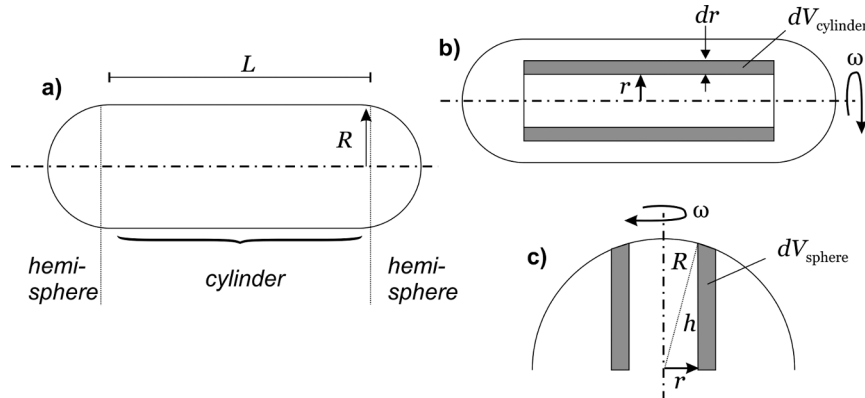 a)
L
R
hemi-
sphere
cylinder
hemi-
sphere
b)
dr
dV_cylinder
r
ω
c)
ω
R
h
r
dV_sphere